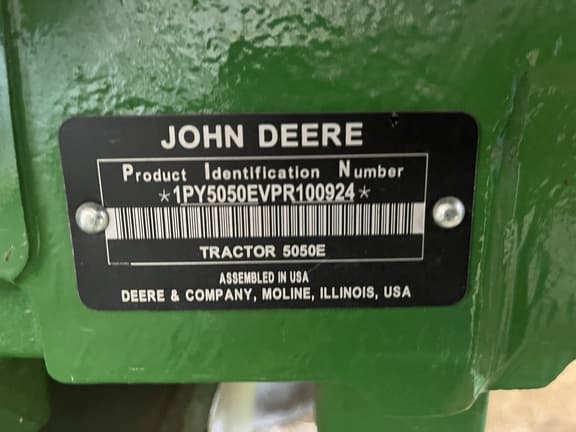 JOHN DEERE
Product Identification Number
*1PY5050EVPR100924*
TRACTOR 5050E
ASSEMBLED IN USA
DEERE & COMPANY, MOLINE, ILLINOIS, USA